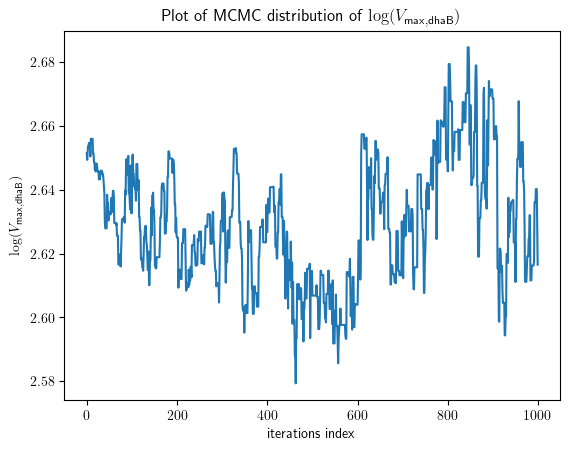 Plot of MCMC distribution of log(V_max,dhaB)
log(V_max,dhaB)
2.68
2.66
2.64
2.62
2.60
2.58
0 200 400 600 800 1000
iterations index